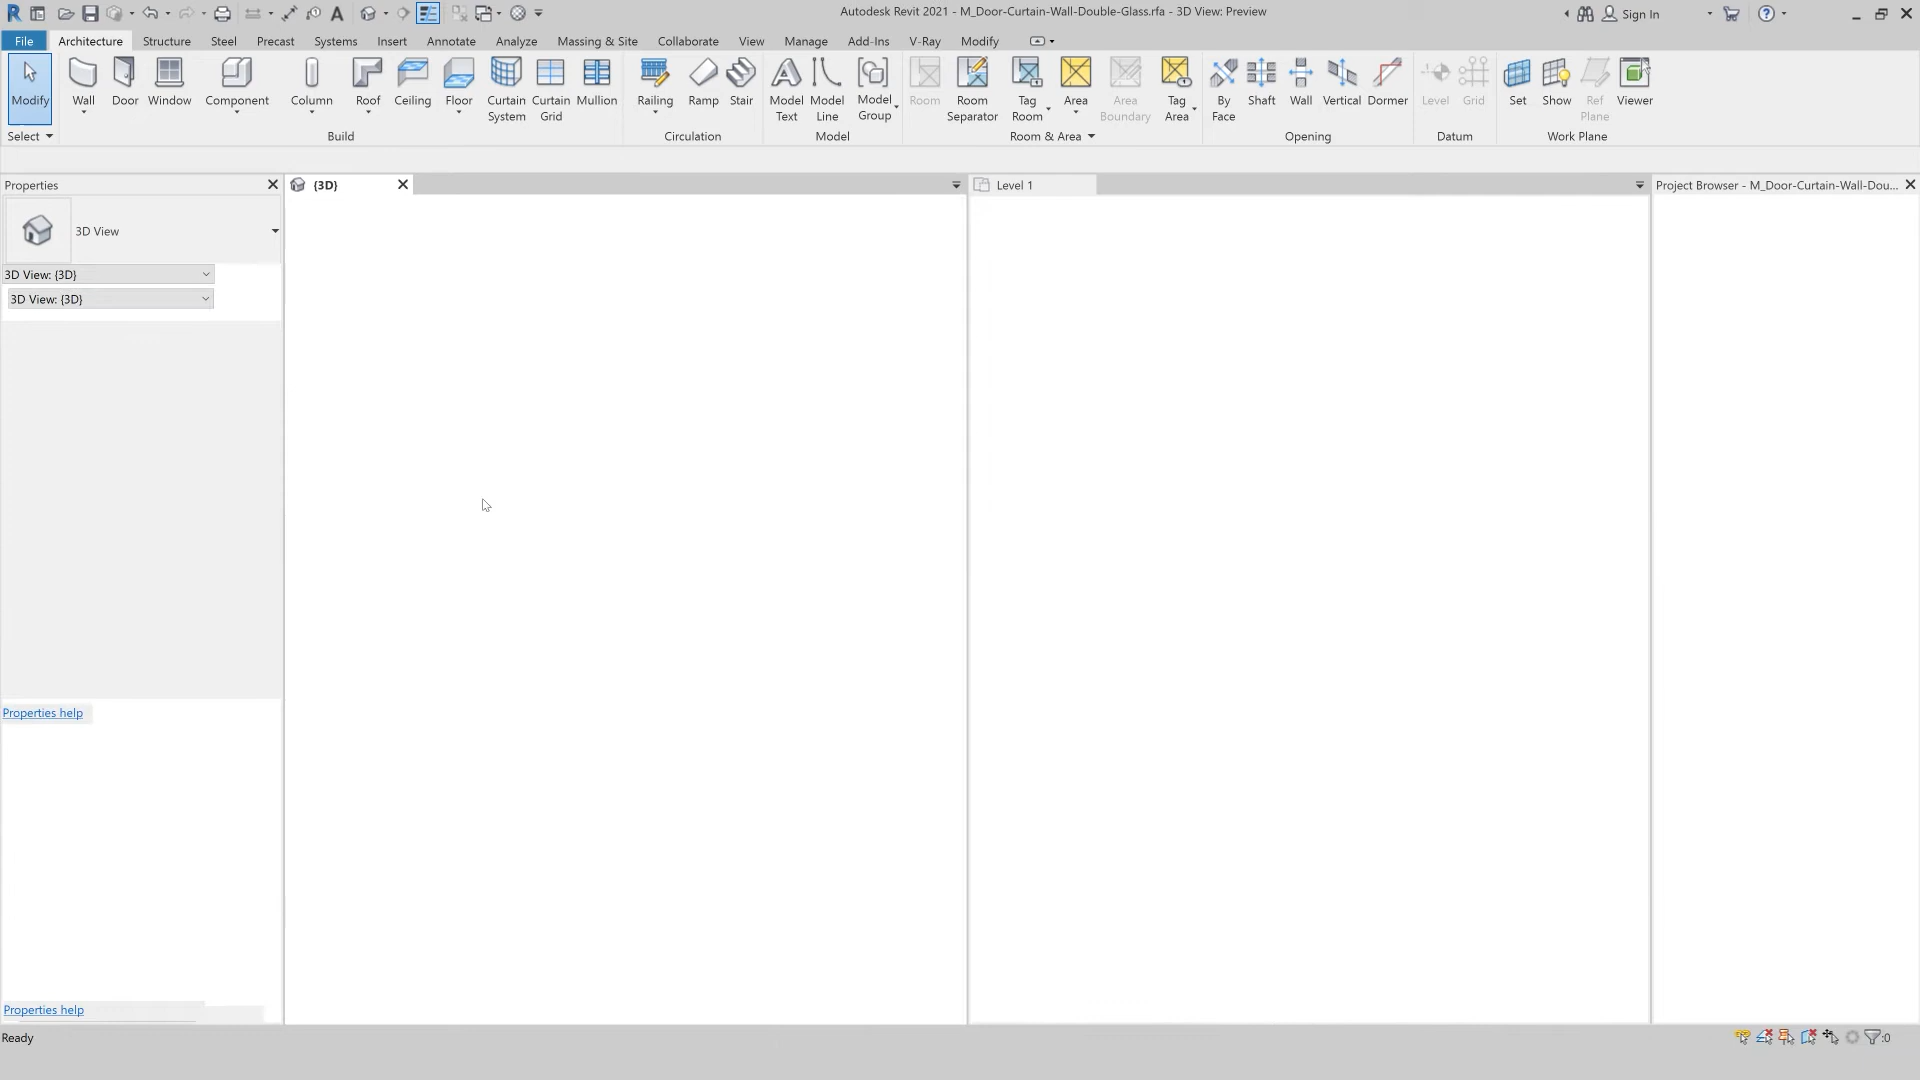 Autodesk Revit 2021 - M_Door-Curtain-Wall-Double-Glass.rfa - 3D View: Preview
Sign In
File Architecture Structure Steel Precast Systems Insert Annotate Analyze Massing & Site Collaborate View Manage Add-Ins V-Ray Modify
Modify
Wall
Door
Window
Component
Column
Roof
Ceiling
Floor
Curtain
System
Curtain
Grid
Mullion
Railing
Ramp
Stair
Model
Text
Model
Line
Model
Group
Room
Room
Separator
Tag
Room
Area
Area
Boundary
Tag
Area
By
Face
Shaft
Wall
Vertical
Dormer
Level
Grid
Set
Show
Ref
Plane
Viewer
Select Build Circulation Model Room & Area Opening Datum Work Plane
Properties
{3D}
Level 1
Project Browser - M_Door-Curtain-Wall-Dou...
3D View
3D View: {3D}
3D View: {3D}
Properties help
Properties help
Ready
:0